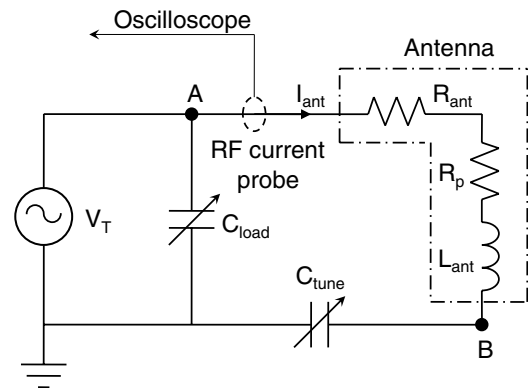 Oscilloscope
Antenna
A
I_ant
R_ant
RF current
probe
R_p
V_T
C_load
L_ant
C_tune
B